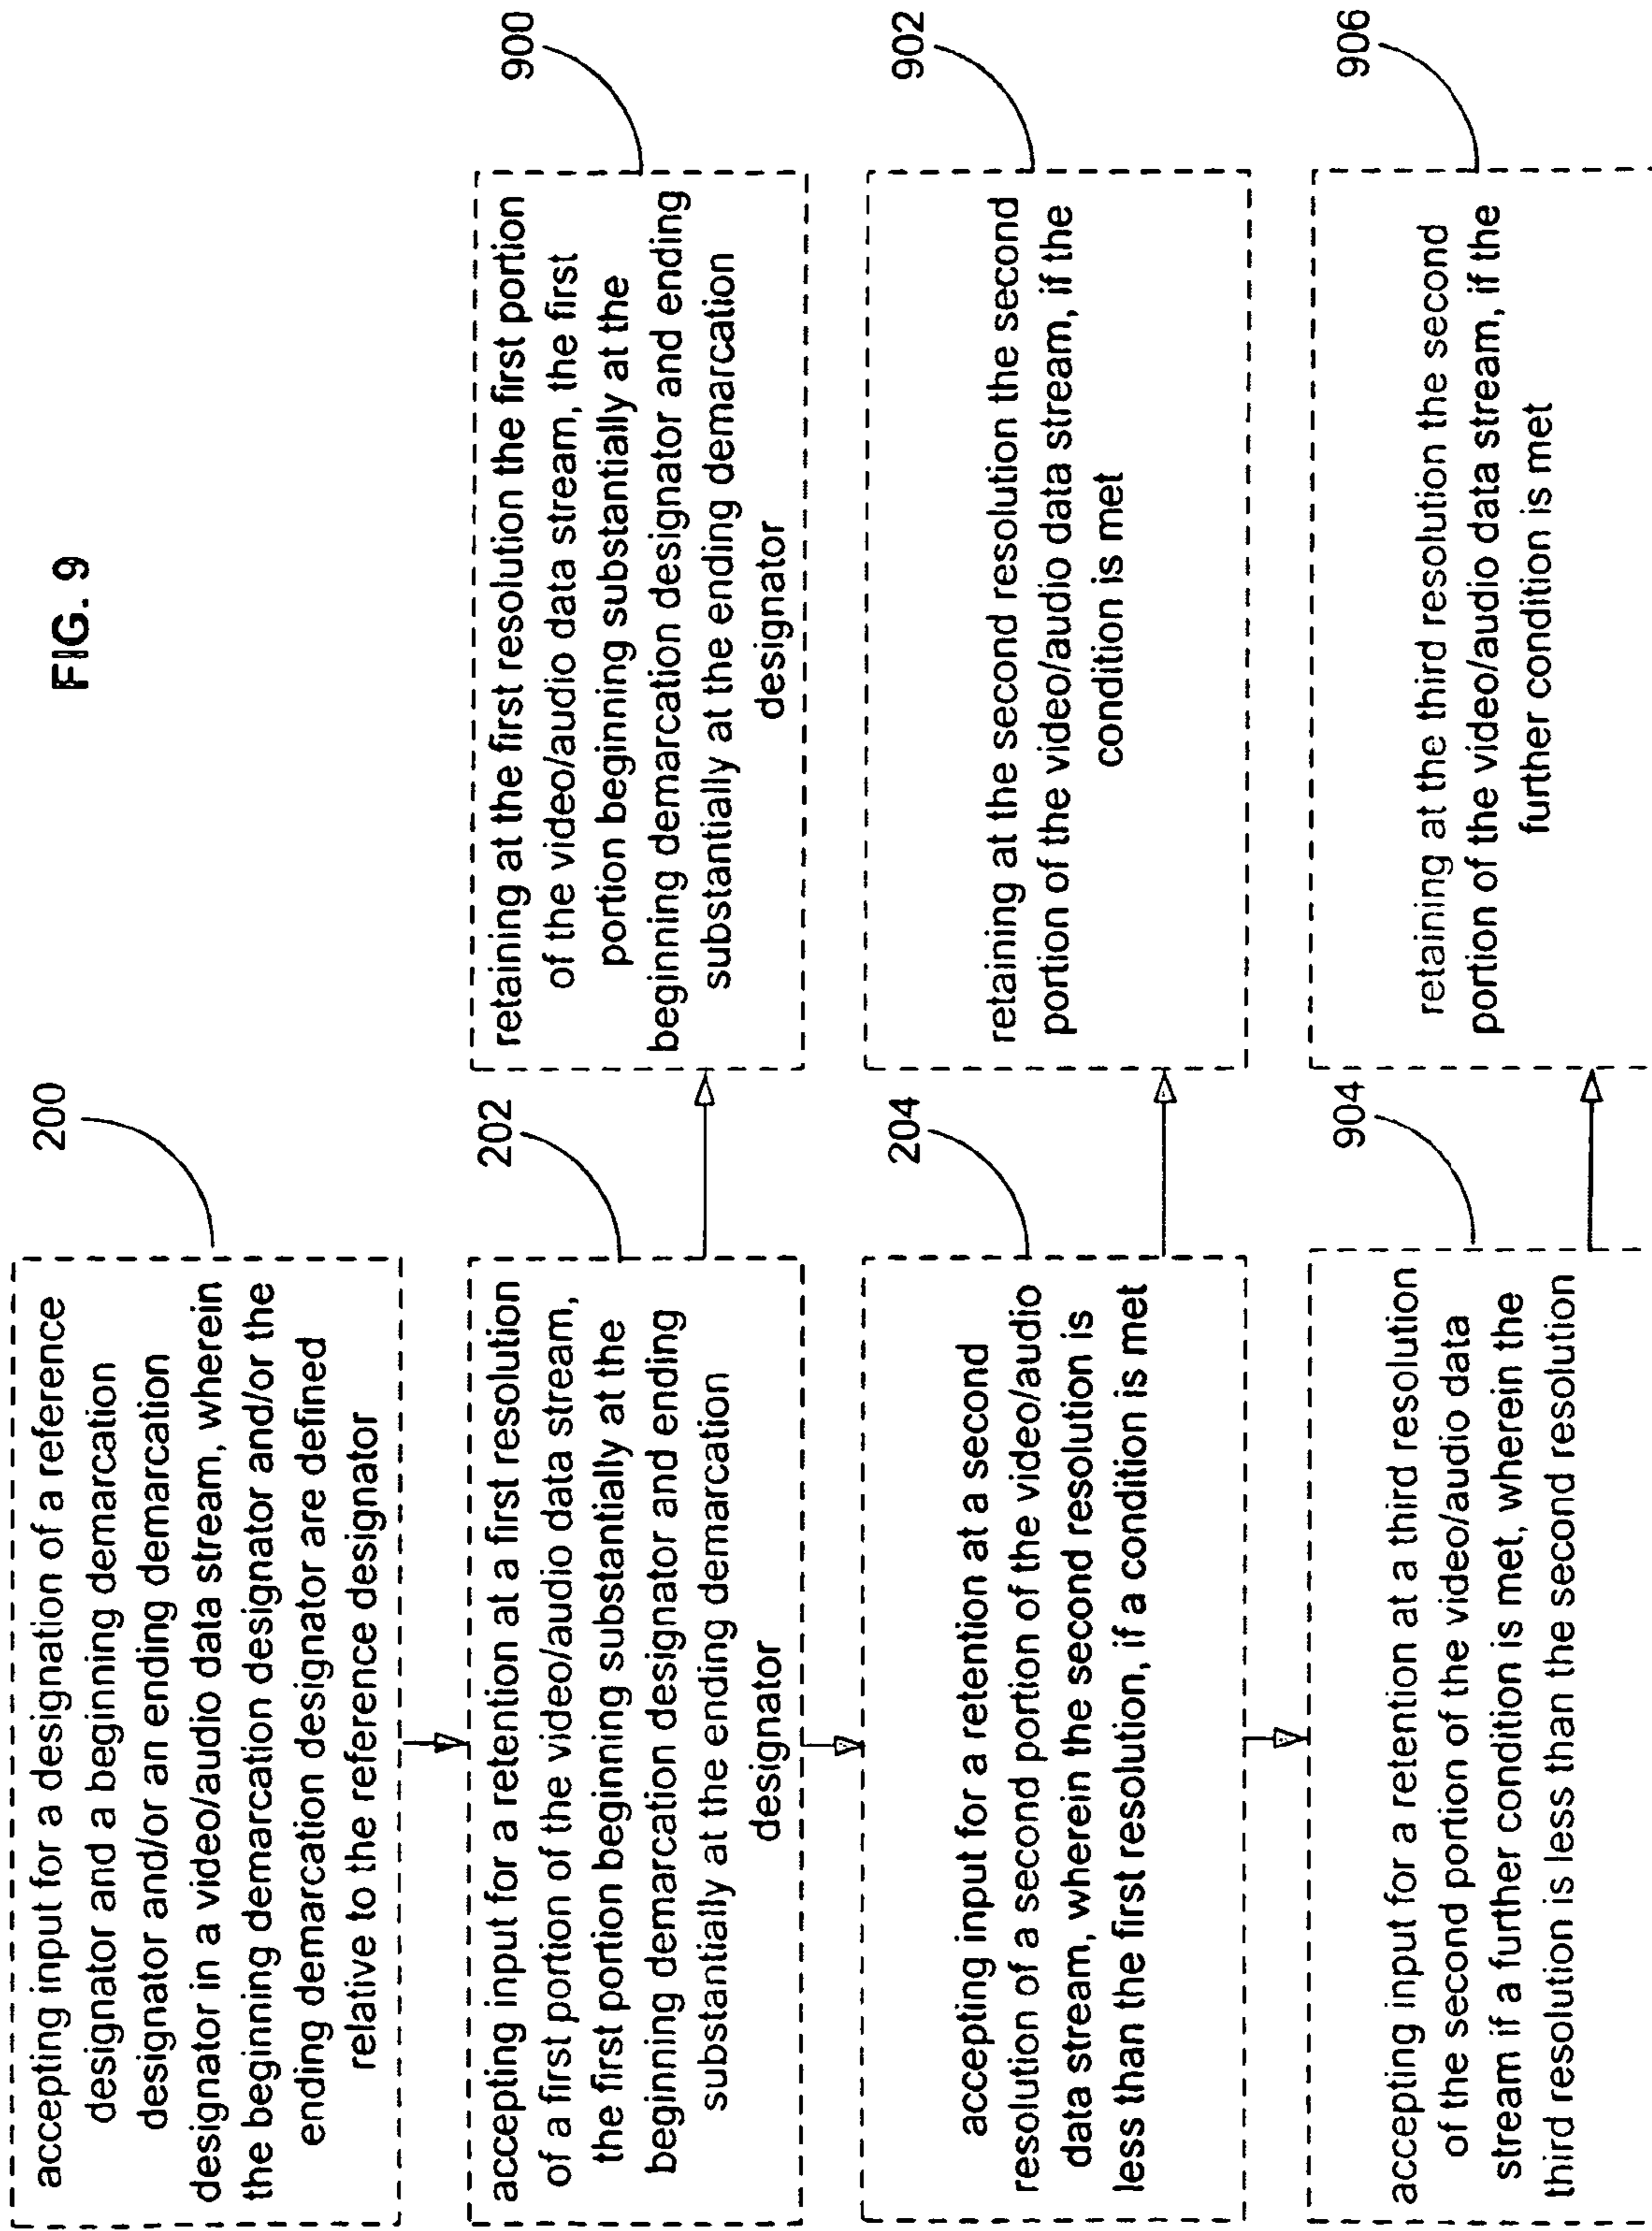 FIG. 9
200
accepting input for a designation of a reference
designator and a beginning demarcation
designator and/or an ending demarcation
designator in a video/audio data stream, wherein
the beginning demarcation designator and/or the
ending demarcation designator are defined
relative to the reference designator
202
accepting input for a retention at a first resolution
of a first portion of the video/audio data stream,
the first portion beginning substantially at the
beginning demarcation designator and ending
substantially at the ending demarcation
designator
900
retaining at the first resolution the first portion
of the video/audio data stream, the first
portion beginning substantially at the
beginning demarcation designator and ending
substantially at the ending demarcation
designator
204
accepting input for a retention at a second
resolution of a second portion of the video/audio
data stream, wherein the second resolution is
less than the first resolution, if a condition is met
902
retaining at the second resolution the second
portion of the video/audio data stream, if the
condition is met
904
accepting input for a retention at a third resolution
of the second portion of the video/audio data
stream if a further condition is met, wherein the
third resolution is less than the second resolution
906
retaining at the third resolution the second
portion of the video/audio data stream, if the
further condition is met